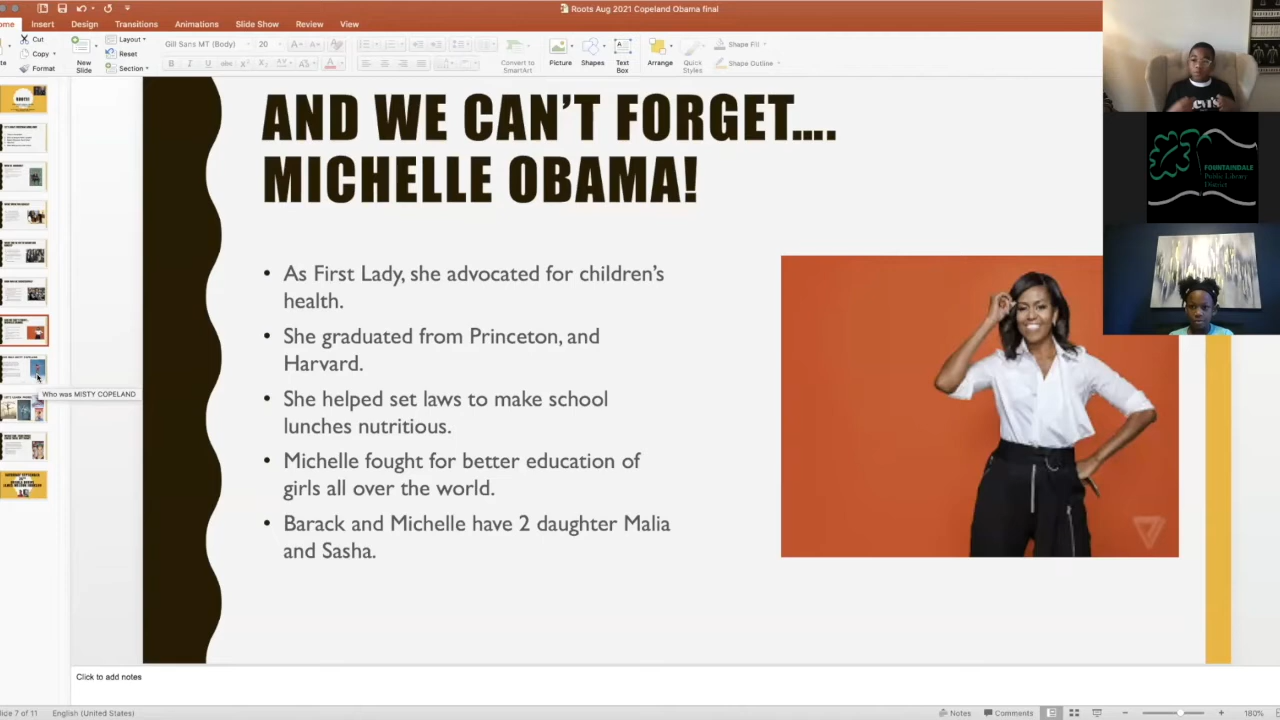 Roots Aug 2021 Copeland Obama final
Insert Design Transitions Animations Slide Show Review View
Cut
Copy
Format
New Slide
Layout
Reset
Section
Gill Sans MT (Body) 20
Convert to SmartArt
Picture
Shapes
Text Box
Arrange
Quick Styles
Shape Fill
Shape Outline
AND WE CAN'T FORGET....
MICHELLE OBAMA!
• As First Lady, she advocated for children's
health.
• She graduated from Princeton, and
Harvard.
• She helped set laws to make school
lunches nutritious.
• Michelle fought for better education of
girls all over the world.
• Barack and Michelle have 2 daughter Malia
and Sasha.
FOUNTAINDALE
Public Library
District
Who was MISTY COPELAND
Click to add notes
lide 7 of 11
English (United States)
Notes
Comments
180%